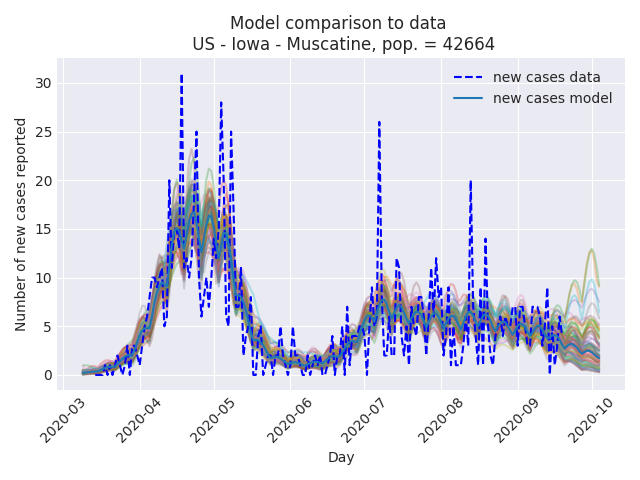 Model comparison to data
US - Iowa - Muscatine, pop. = 42664
Number of new cases reported
30
25
20
15
10
5
0
new cases data
new cases model
2020-03
2020-04
2020-05
2020-06
2020-07
2020-08
2020-09
2020-10
Day